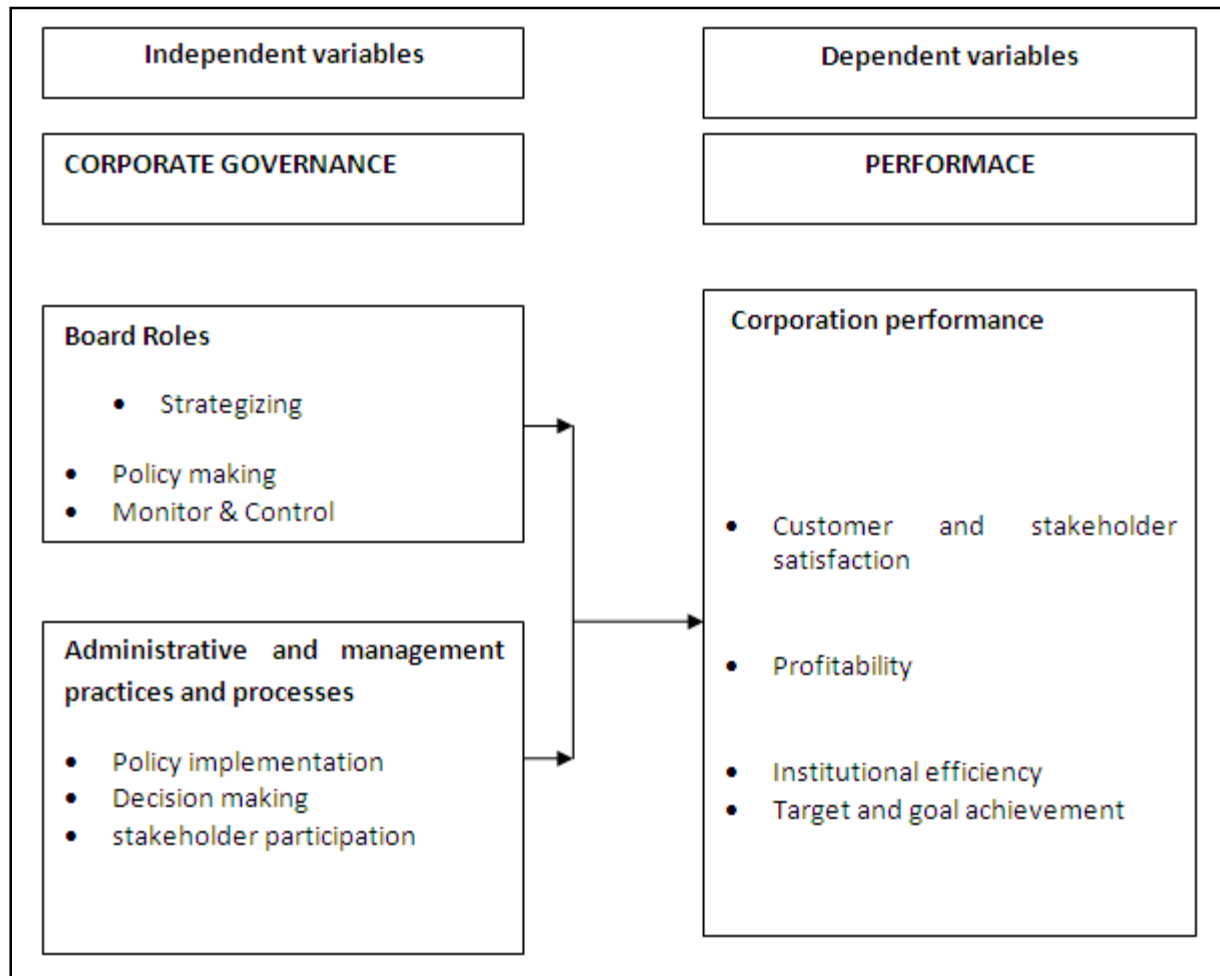 Independent variables
Dependent variables
CORPORATE GOVERNANCE
PERFORMACE
Board Roles
• Strategizing
• Policy making
• Monitor & Control
Administrative and management
practices and processes
• Policy implementation
• Decision making
• stakeholder participation
Corporation performance
• Customer and stakeholder
satisfaction
• Profitability
• Institutional efficiency
• Target and goal achievement